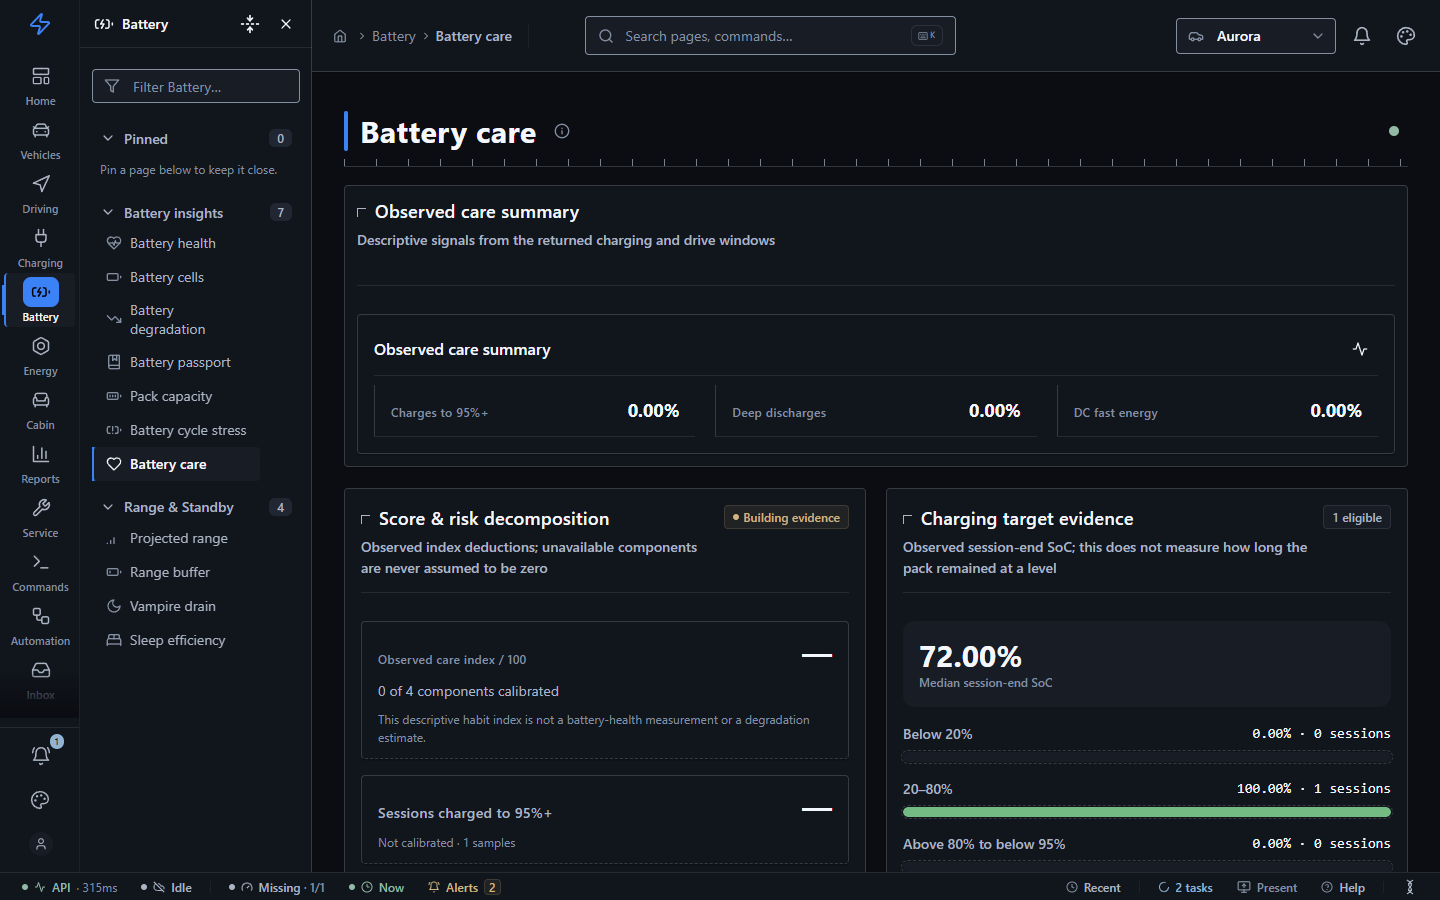 Battery
Battery
Battery care
Search pages, commands...
K
Aurora
Home
Vehicles
Driving
Charging
Battery
Energy
Cabin
Reports
Service
Commands
Automation
Inbox
1
Filter Battery...
Pinned
0
Pin a page below to keep it close.
Battery insights
7
Battery health
Battery cells
Battery
degradation
Battery passport
Pack capacity
Battery cycle stress
Battery care
Range & Standby
4
Projected range
Range buffer
Vampire drain
Sleep efficiency
Battery care
Observed care summary
Descriptive signals from the returned charging and drive windows
Observed care summary
Charges to 95%+
0.00%
Deep discharges
0.00%
DC fast energy
0.00%
Score & risk decomposition
Building evidence
Observed index deductions; unavailable components
are never assumed to be zero
Observed care index / 100
—
0 of 4 components calibrated
This descriptive habit index is not a battery-health measurement or a degradation
estimate.
Sessions charged to 95%+
—
Not calibrated · 1 samples
Charging target evidence
1 eligible
Observed session-end SoC; this does not measure how long the
pack remained at a level
72.00%
Median session-end SoC
Below 20%
0.00% · 0 sessions
20–80%
100.00% · 1 sessions
Above 80% to below 95%
0.00% · 0 sessions
API · 315ms
Idle
Missing · 1/1
Now
Alerts 2
Recent
2 tasks
Present
Help